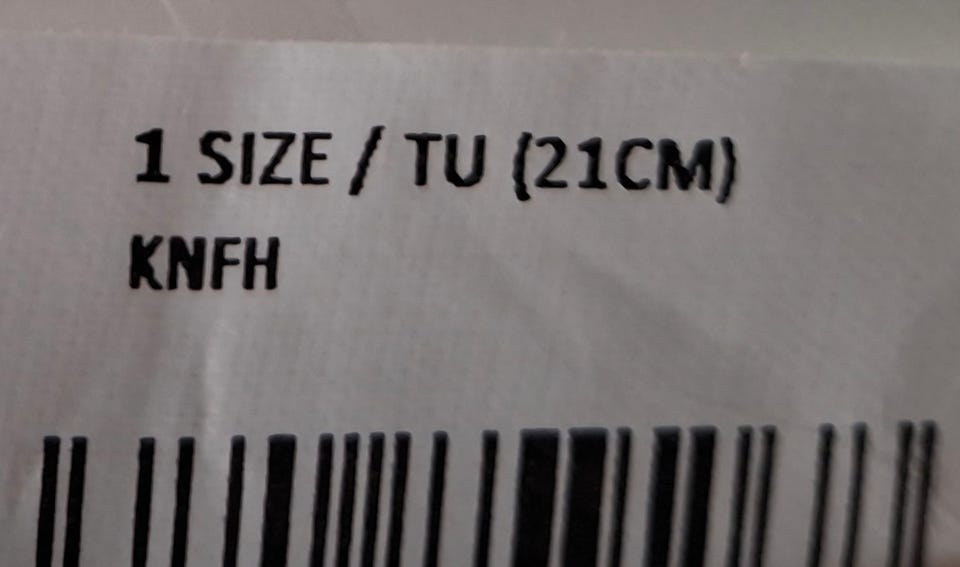 1 SIZE / TU (21CM)
KNFH